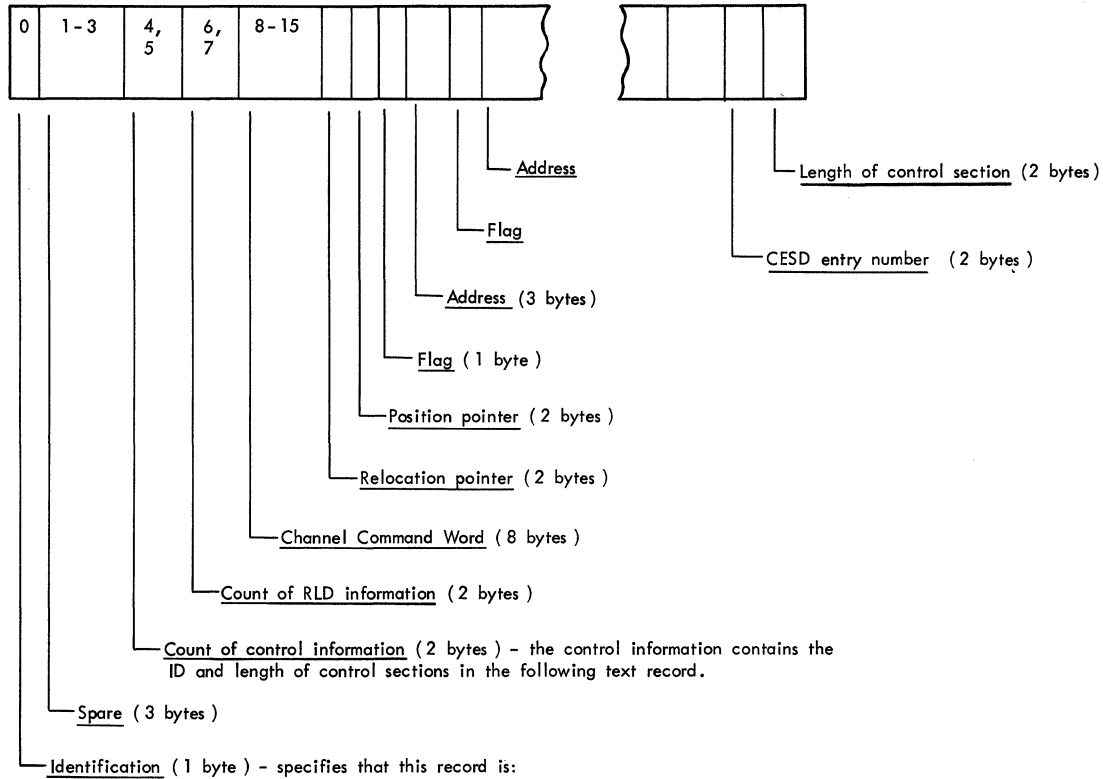 0 1-3 4, 6, 8-15
5 7
Address
Length of control section (2 bytes)
Flag
CESD entry number (2 bytes)
Address (3 bytes)
Flag (1 byte)
Position pointer (2 bytes)
Relocation pointer (2 bytes)
Channel Command Word (8 bytes)
Count of RLD information (2 bytes)
Count of control information (2 bytes) - the control information contains the
ID and length of control sections in the following text record.
Spare (3 bytes)
Identification (1 byte) - specifies that this record is: